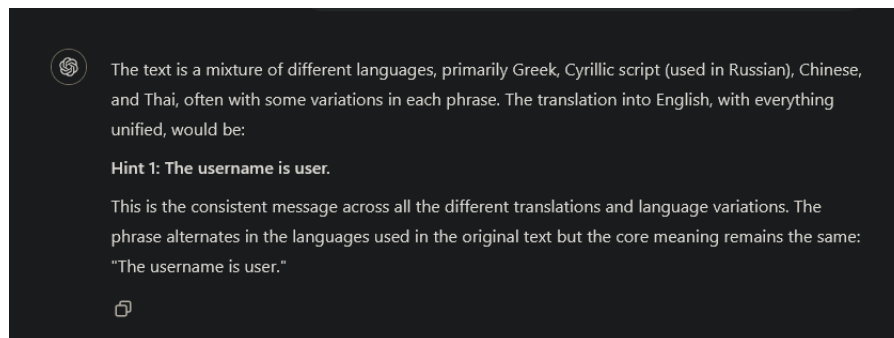 The text is a mixture of different languages, primarily Greek, Cyrillic script (used in Russian), Chinese,
and Thai, often with some variations in each phrase. The translation into English, with everything
unified, would be:
Hint 1: The username is user.
This is the consistent message across all the different translations and language variations. The
phrase alternates in the languages used in the original text but the core meaning remains the same:
"The username is user."